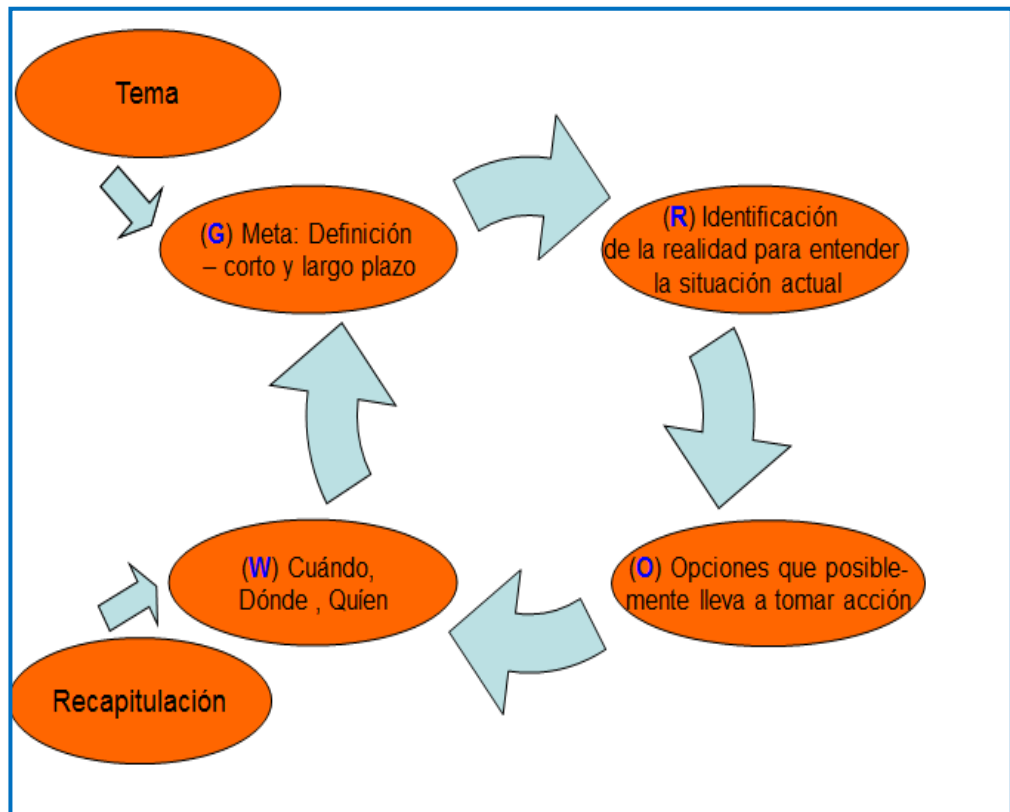 Tema
(G) Meta: Definición
– corto y largo plazo
(R) Identificación
de la realidad para entender
la situación actual
(O) Opciones que posible-
mente lleva a tomar acción
(W) Cuándo,
Dónde , Quíen
Recapitulación